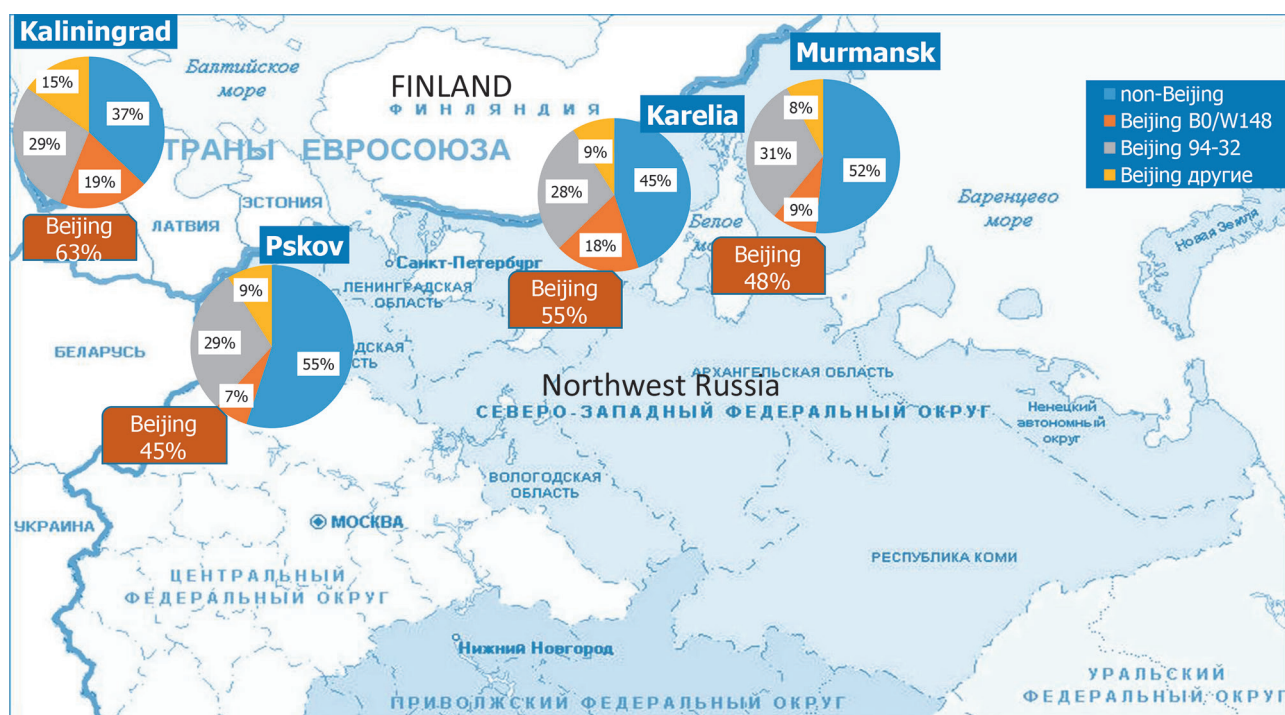 Kaliningrad
15%
37%
29%
19%
Beijing
63%
Балтийское
море
FINLAND
ФИНЛЯНДИЯ
ТРАНЫ ЕВРОСОЮЗА
Karelia
9%
45%
28%
18%
Beijing
55%
Murmansk
8%
52%
31%
9%
Beijing
48%
non-Beijing
Beijing B0/W148
Beijing 94-32
Beijing другие
Баренцево
море
Новая Земля
Белое
ЭСТОНИЯ
ЛАТВИЯ
Pskov
9%
55%
29%
7%
Beijing
45%
Санкт-Петербург
ЛЕНИНГРАДСКАЯ
ОБЛАСТЬ
БЕЛАРУСЬ
Northwest Russia
АРХАНГЕЛЬСКАЯ ОБЛАСТЬ
СЕВЕРО-ЗАПАДНЫЙ ФЕДЕРАЛЬНЫЙ ОКРУГ
Ненецкий
автономный
округ
ВОЛОГОДСКАЯ
ОБЛАСТЬ
УКРАИНА
МОСКВА
РЕСПУБЛИКА КОМИ
ЦЕНТРАЛЬНЫЙ
ФЕДЕРАЛЬНЫЙ ОКРУГ
Нижний Новгород
ПРИВОЛЖСКИЙ ФЕДЕРАЛЬНЫЙ ОКРУГ
УРАЛЬСКИЙ
ФЕДЕРАЛЬНЫЙ ОКРУГ